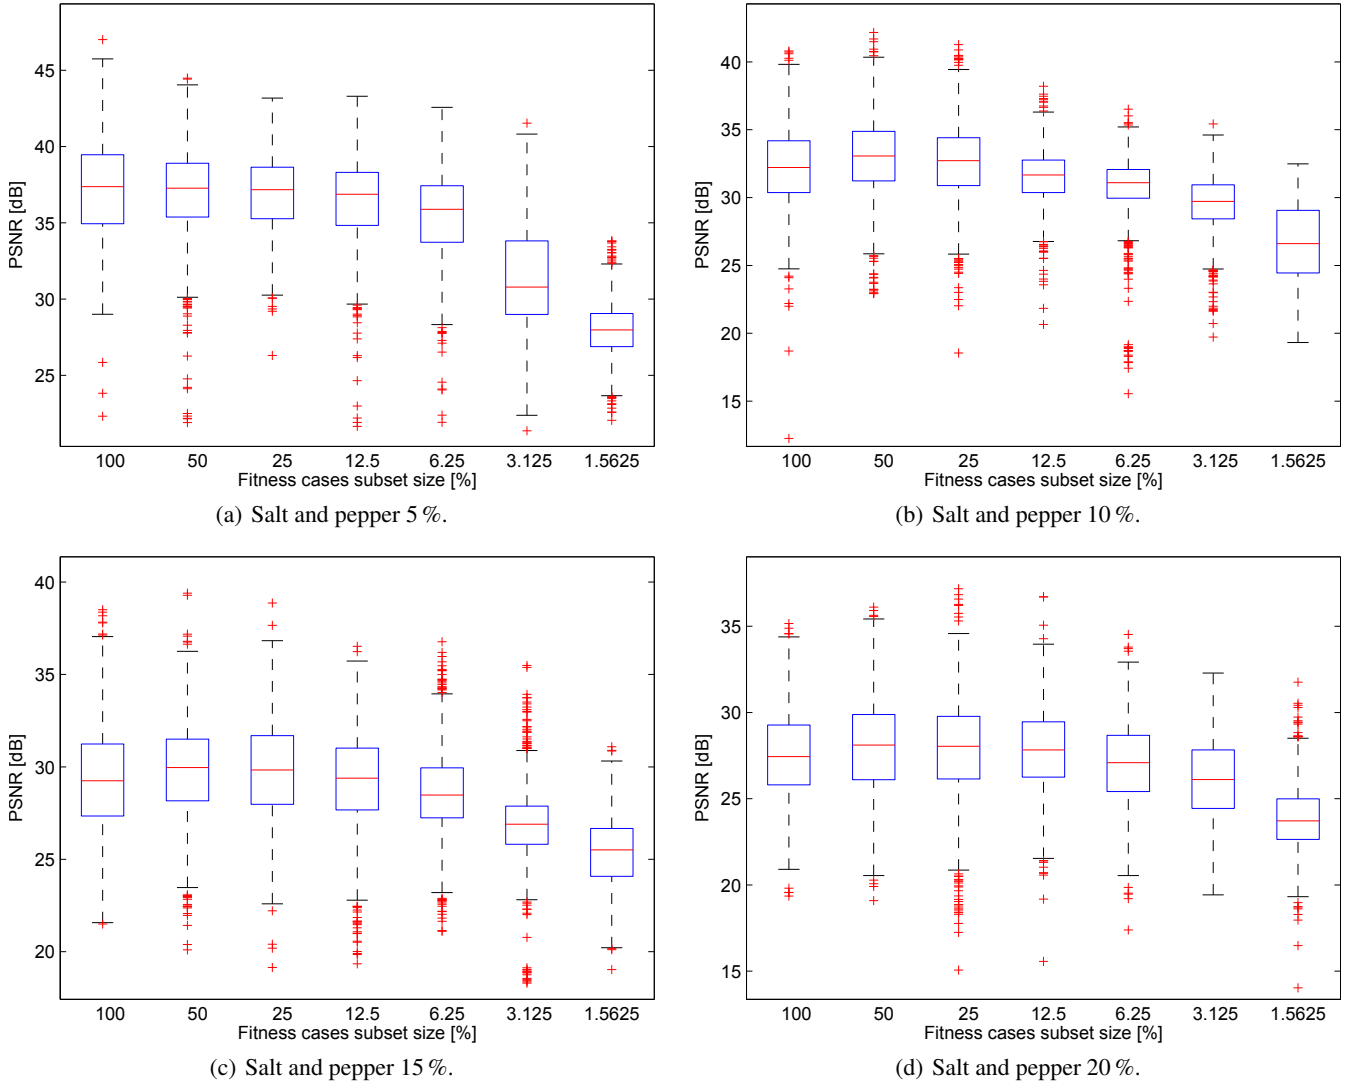 45
40
35
30
25
PSNR [dB]
100 50 25 12.5 6.25 3.125 1.5625
Fitness cases subset size [%]
(a) Salt and pepper 5 %.
40
35
30
25
20
15
PSNR [dB]
100 50 25 12.5 6.25 3.125 1.5625
Fitness cases subset size [%]
(b) Salt and pepper 10 %.
40
35
30
25
20
PSNR [dB]
100 50 25 12.5 6.25 3.125 1.5625
Fitness cases subset size [%]
(c) Salt and pepper 15 %.
35
30
25
20
15
PSNR [dB]
100 50 25 12.5 6.25 3.125 1.5625
Fitness cases subset size [%]
(d) Salt and pepper 20 %.